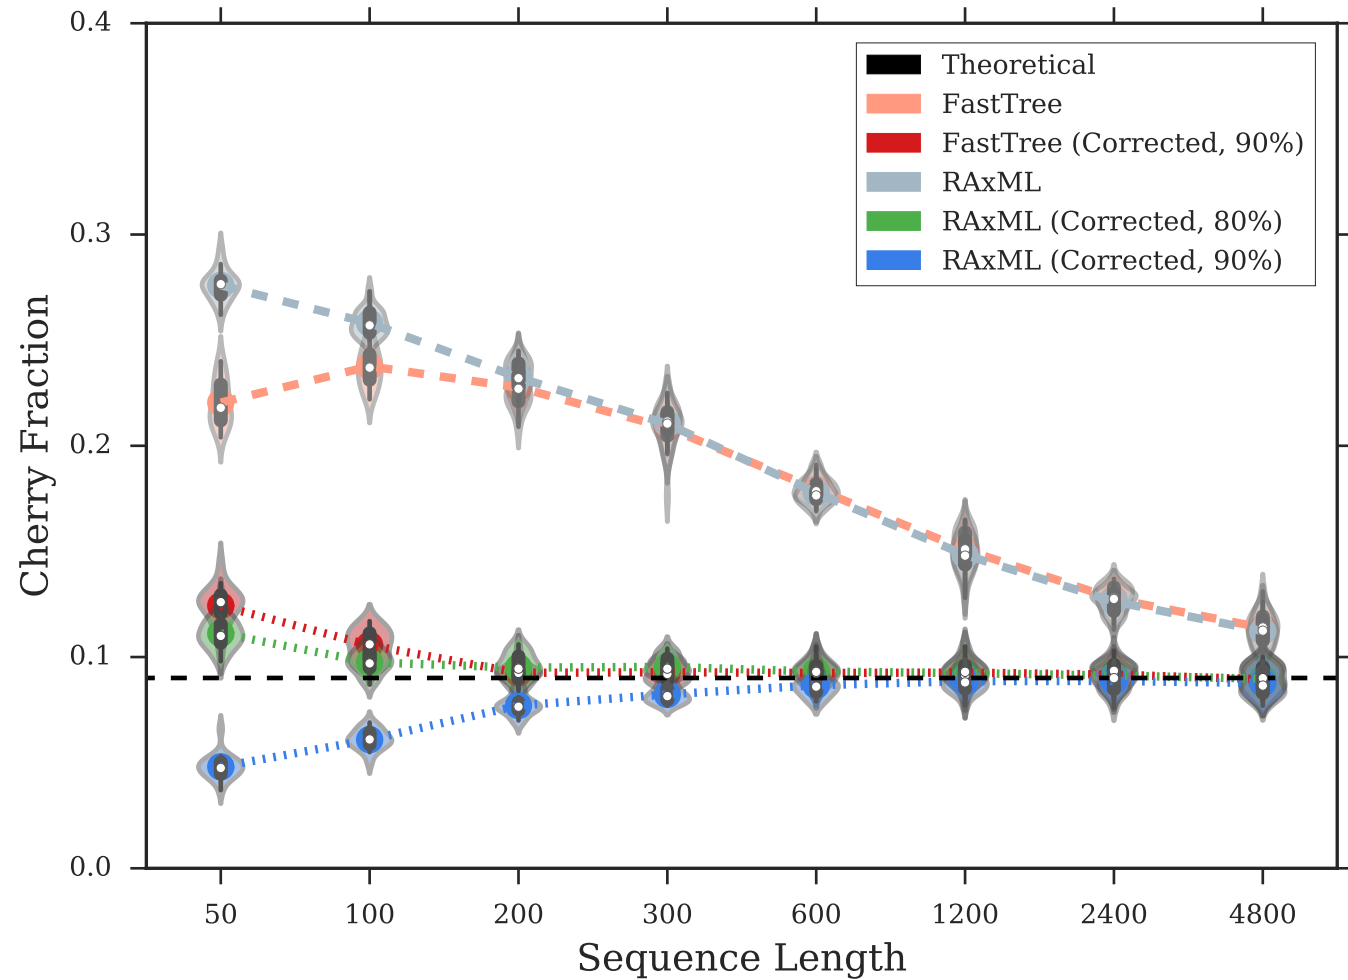 0.4
0.3
0.2
0.1
0.0
Cherry Fraction
Theoretical
FastTree
FastTree (Corrected, 90%)
RAxML
RAxML (Corrected, 80%)
RAxML (Corrected, 90%)
50 100 200 300 600 1200 2400 4800
Sequence Length